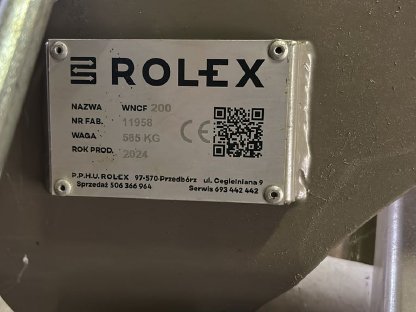 ROLEX
NAZWA WNCF 200
NR FAB. 11958
WAGA 585 KG
ROK PROD. 2024
CE
P.P.H.U. ROLEX 97-570 Przedbórz ul. Cegielniana 9
Sprzedaż 506 366 964 Serwis 693 442 442